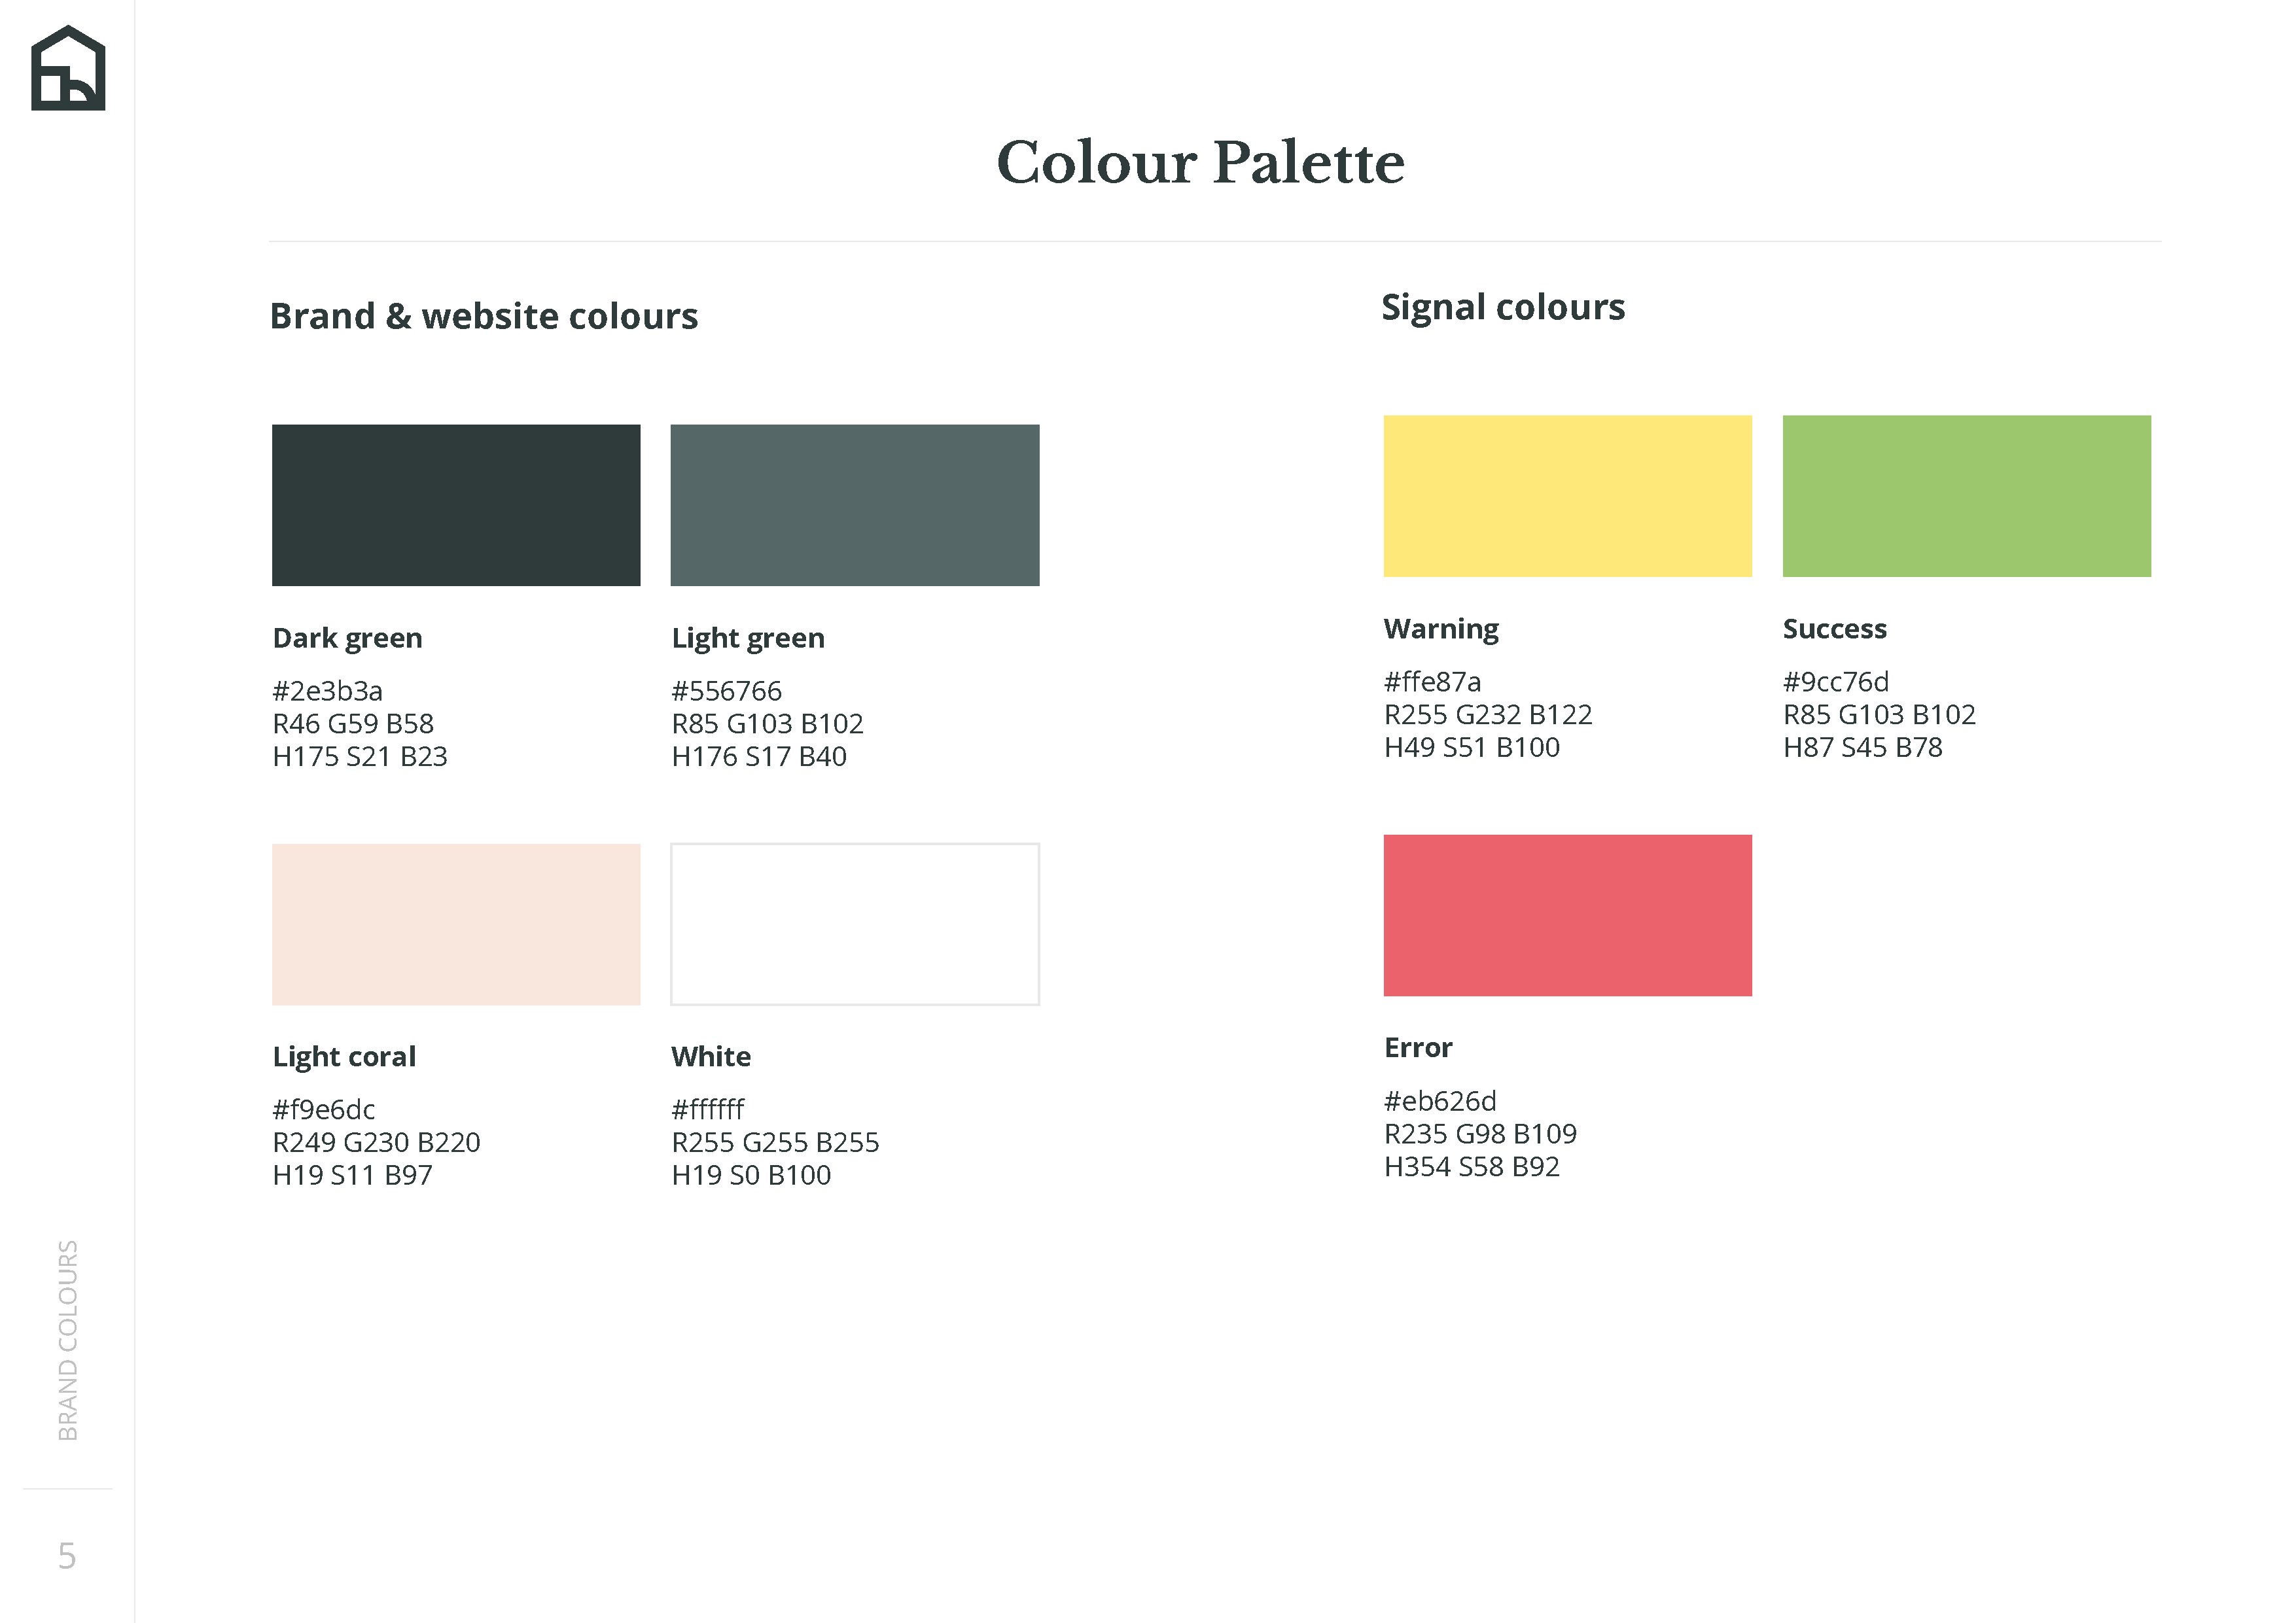 Colour Palette
Brand & website colours
Dark green
#2e3b3a
R46 G59 B58
H175 S21 B23
Light green
#556766
R85 G103 B102
H176 S17 B40
Light coral
#f9e6dc
R249 G230 B220
H19 S11 B97
White
#ffffff
R255 G255 B255
H19 S0 B100
Signal colours
Warning
#ffe87a
R255 G232 B122
H49 S51 B100
Success
#9cc76d
R85 G103 B102
H87 S45 B78
Error
#eb626d
R235 G98 B109
H354 S58 B92
BRAND COLOURS
5